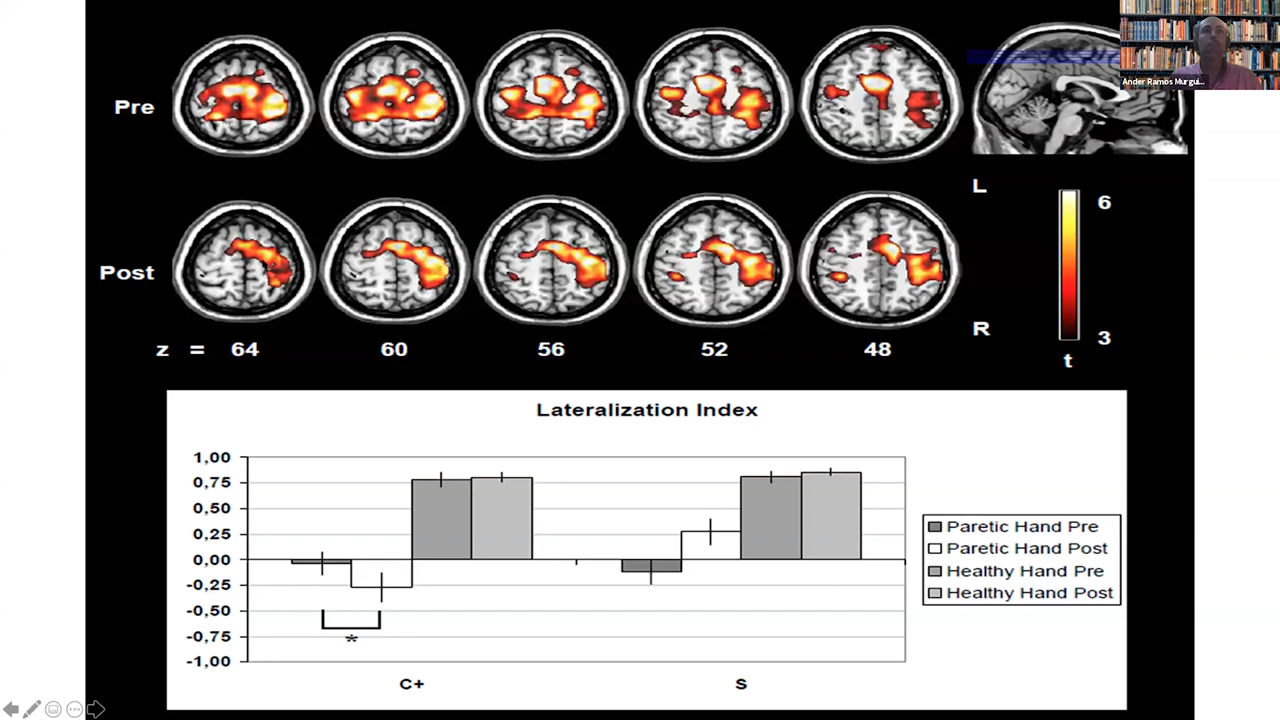 Ander Ramos Murgui...
Pre
Post
L
R
6
3
t
z = 64 60 56 52 48
Lateralization Index
1,00
0,75
0,50
0,25
0,00
-0,25
-0,50
-0,75
-1,00
*
C+ S
Paretic Hand Pre
Paretic Hand Post
Healthy Hand Pre
Healthy Hand Post